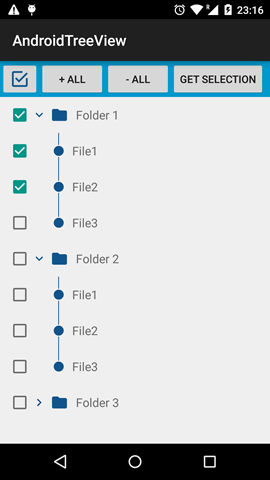 23:16
AndroidTreeView
+ ALL
- ALL
GET SELECTION
Folder 1
File1
File2
File3
Folder 2
File1
File2
File3
Folder 3